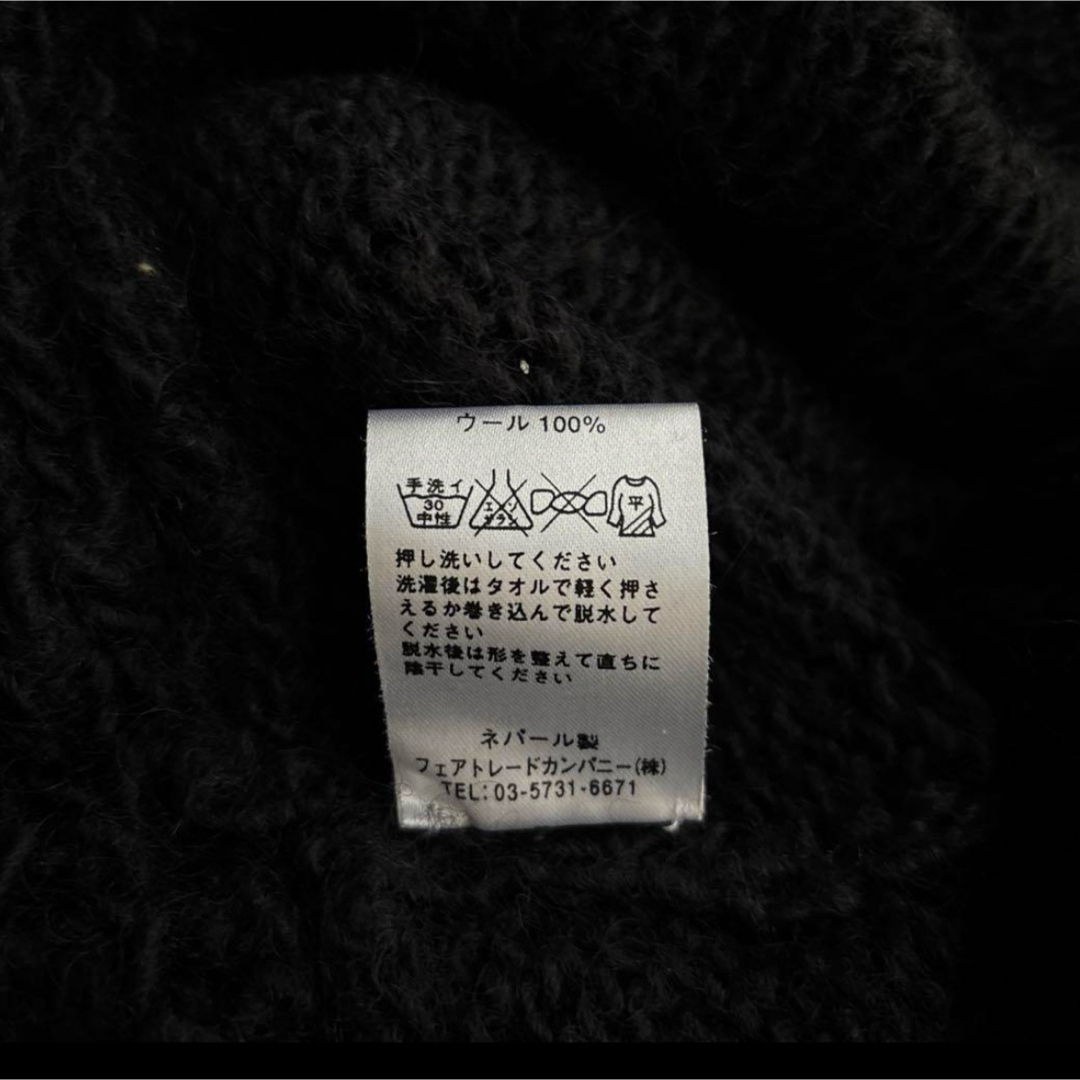 ウール 100%
手洗イ
30
中性
エンソ
サラシ
平
押し洗いしてください
洗濯後はタオルで軽く押さ
えるか巻き込んで脱水して
ください
脱水後は形を整えて直ちに
陰干してください
ネパール製
フェアトレードカンパニー(株)
TEL:03-5731-6671